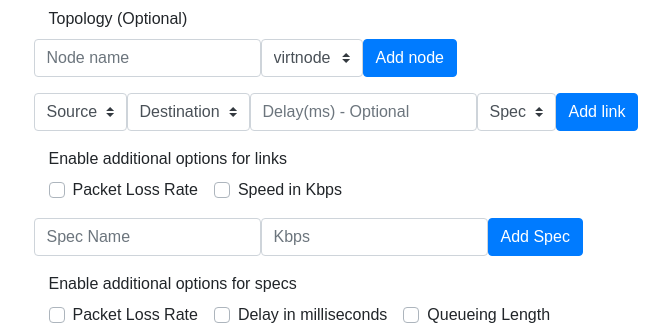 Topology (Optional)
Node name virtnode Add node
Source Destination Delay(ms) - Optional Spec Add link
Enable additional options for links
Packet Loss Rate Speed in Kbps
Spec Name Kbps Add Spec
Enable additional options for specs
Packet Loss Rate Delay in milliseconds Queueing Length